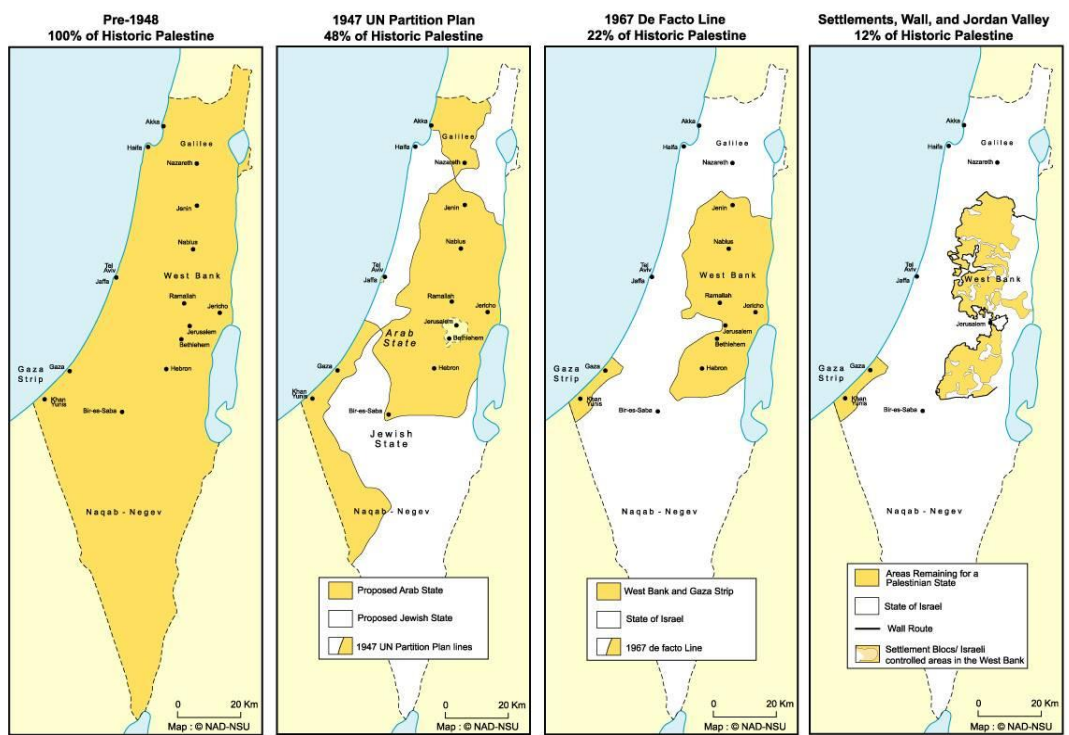 Pre-1948
100% of Historic Palestine
Akka
Haifa
Galilee
Nazareth
Jenin
Nablus
Tel
Aviv
Jaffa
West Bank
Ramallah
Jericho
Jerusalem
Bethlehem
Gaza
Strip
Gaza
Hebron
Khan
Yunis
Bir-es-Saba
Naqab - Negev
0 20 Km
Map : © NAD-NSU
1947 UN Partition Plan
48% of Historic Palestine
Akka
Galilee
Haifa
Nazareth
Jenin
Nablus
Tel
Aviv
Jaffa
Ramallah
Jericho
Jerusalem
Arab
State
Bethlehem
Gaza
Hebron
Khan
Yunis
Bir-es-Saba
Jewish
State
Naqab - Negev
Proposed Arab State
Proposed Jewish State
1947 UN Partition Plan lines
0 20 Km
Map : © NAD-NSU
1967 De Facto Line
22% of Historic Palestine
Akka
Galilee
Haifa
Nazareth
Jenin
Nablus
Tel
Aviv
Jaffa
West Bank
Ramallah
Jericho
Jerusalem
Bethlehem
Gaza
Strip
Gaza
Hebron
Khan
Yunis
Bir-es-Saba
Naqab - Negev
West Bank and Gaza Strip
State of Israel
1967 de facto Line
0 20 Km
Map : © NAD-NSU
Settlements, Wall, and Jordan Valley
12% of Historic Palestine
Akka
Galilee
Haifa
Nazareth
Tel
Aviv
Jaffa
West Bank
Jerusalem
Gaza
Strip
Gaza
Khan
Yunis
Bir-es-Saba
Naqab - Negev
Areas Remaining for a
Palestinian State
State of Israel
Wall Route
Settlement Blocs/ Israeli
controlled areas in the West Bank
0 20 Km
Map : © NAD-NSU